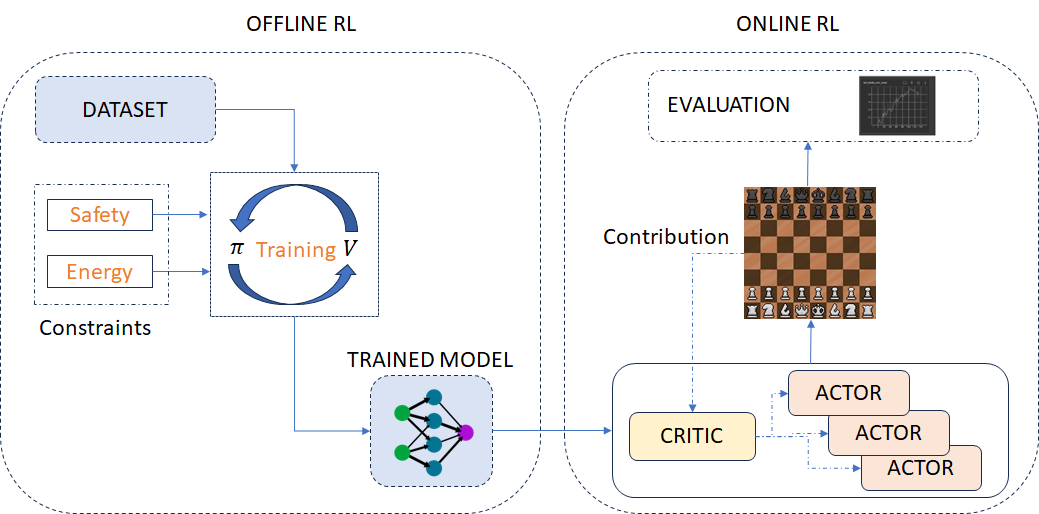 OFFLINE RL
DATASET
Safety
Energy
Constraints
π Training V
TRAINED MODEL
ONLINE RL
EVALUATION
Contribution
CRITIC
ACTOR
ACTOR
ACTOR